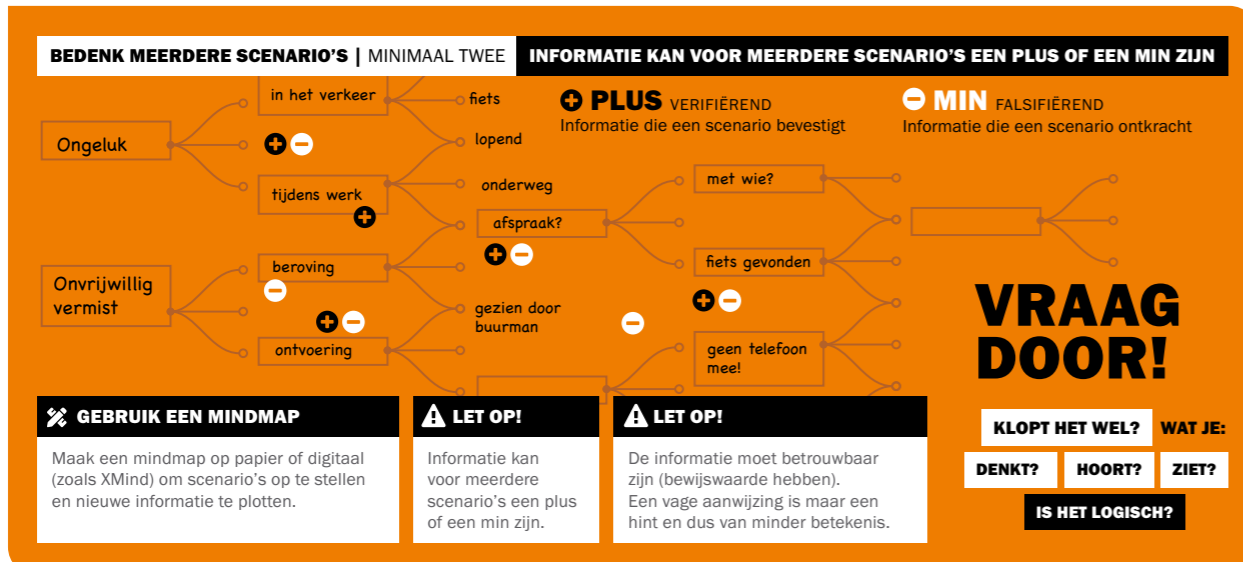 BEDENK MEERDERE SCENARIO'S | MINIMAAL TWEE
INFORMATIE KAN VOOR MEERDERE SCENARIO'S EEN PLUS OF EEN MIN ZIJN
PLUS VERIFIËREND
Informatie die een scenario bevestigt
MIN FALSIFIËREND
Informatie die een scenario ontkracht
Ongeluk
in het verkeer
tijdens werk
fiets
lopend
onderweg
afspraak?
met wie?
fiets gevonden
Onvrijwillig
vermist
beroving
ontvoering
gezien door
buurman
geen telefoon
mee!
VRAAG
DOOR!
GEBRUIK EEN MINDMAP
Maak een mindmap op papier of digitaal
(zoals XMind) om scenario's op te stellen
en nieuwe informatie te plotten.
LET OP!
Informatie kan
voor meerdere
scenario's een plus
of een min zijn.
LET OP!
De informatie moet betrouwbaar
zijn (bewijswaarde hebben).
Een vage aanwijzing is maar een
hint en dus van minder betekenis.
KLOPT HET WEL? WAT JE:
DENKT? HOORT? ZIET?
IS HET LOGISCH?